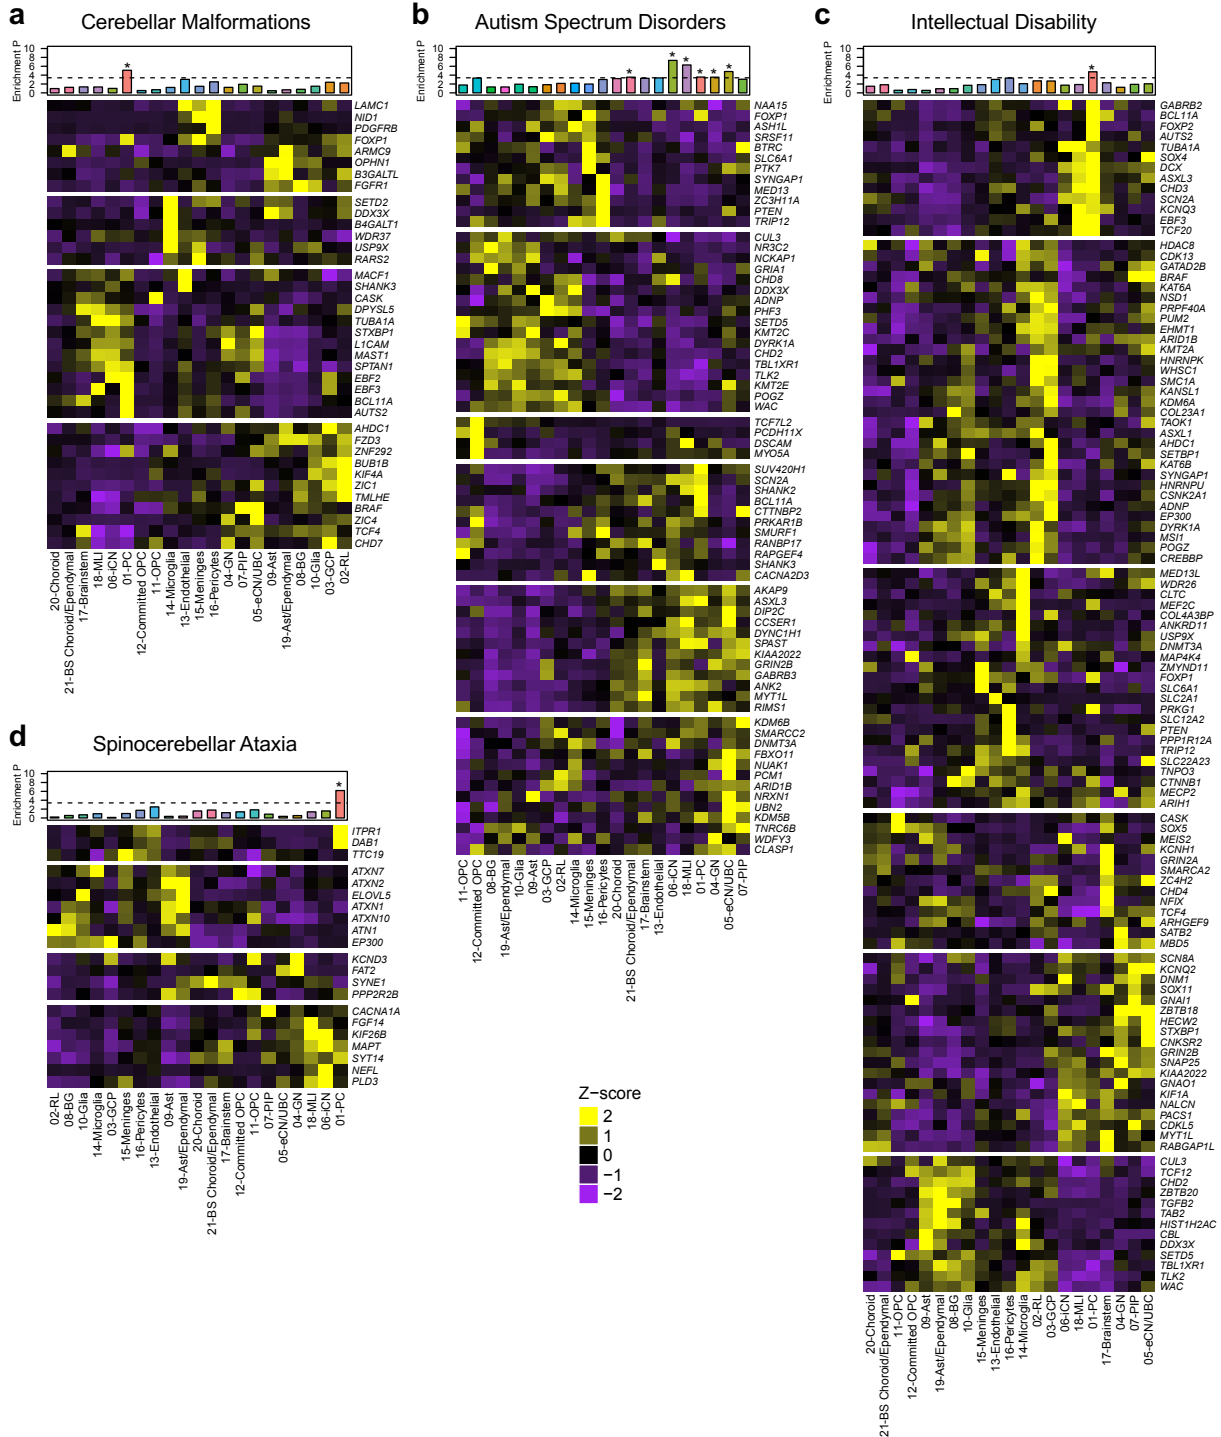 a
Cerebellar Malformations
Enrichment P
10
8
6
4
2
0
*
LAMC1
NID1
PDGFRB
FOXP1
ARMC9
OPHN1
B3GALTL
FGFR1
SETD2
DDX3X
B4GALT1
WDR37
USP9X
RARS2
MACF1
SHANK3
CASK
DPYSL5
TUBA1A
STXBP1
L1CAM
MAST1
SPTAN1
EBF2
EBF3
BCL11A
AUTS2
AHDC1
FZD3
ZNF292
BUB1B
KIF4A
ZIC1
TMLHE
BRAF
ZIC4
TCF4
CHD7
20-Choroid
21-BS Choroid/Ependymal
17-Brainstem
18-MLI
06-iCN
01-PC
12-Committed OPC
11-OPC
14-Microglia
13-Endothelial
15-Meninges
16-Pericytes
04-GN
07-PIP
05-eCN/UBC
09-Ast
19-Ast/Ependymal
08-BG
10-Glia
03-GCP
02-RL
b
Autism Spectrum Disorders
Enrichment P
10
8
6
4
2
0
* * * * * *
NAA15
FOXP1
ASH1L
SRSF11
BTRC
SLC6A1
PTK7
SYNGAP1
MED13
ZC3H11A
PTEN
TRIP12
CUL3
NR3C2
NCKAP1
GRIA1
CHD8
DDX3X
ADNP
PHF3
SETD5
KMT2C
DYRK1A
CHD2
TBL1XR1
TLK2
KMT2E
POGZ
WAC
TCF7L2
PCDH11X
DSCAM
MYO5A
SUV420H1
SCN2A
SHANK2
BCL11A
CTTNBP2
PRKAR1B
SMURF1
RANBP17
RAPGEF4
SHANK3
CACNA2D3
AKAP9
ASXL3
DIP2C
CCSER1
DYNC1H1
SPAST
KIAA2022
GRIN2B
GABRB3
ANK2
MYT1L
RIMS1
KDM6B
SMARCC2
DNMT3A
FBXO11
NUAK1
PCM1
ARID1B
NRXN1
UBN2
KDM5B
TNRC6B
WDFY3
CLASP1
11-OPC
12-Committed OPC
08-BG
19-Ast/Ependymal
10-Glia
09-Ast
03-GCP
02-RL
14-Microglia
15-Meninges
16-Pericytes
20-Choroid
21-BS Choroid/Ependymal
17-Brainstem
13-Endothelial
06-iCN
18-MLI
01-PC
04-GN
05-eCN/UBC
07-PIP
c
Intellectual Disability
Enrichment P
10
8
6
4
2
0
*
GABRB2
BCL11A
FOXP2
AUTS2
TUBA1A
SOX4
DCX
ASXL3
CHD3
SCN2A
KCNQ3
EBF3
TCF20
HDAC8
CDK13
GATAD2B
BRAF
KAT6A
NSD1
PRPF40A
PUM2
EHMT1
ARID1B
KMT2A
HNRNPK
WHSC1
SMC1A
KANSL1
KDM6A
COL23A1
TAOK1
ASXL1
AHDC1
SETBP1
KAT6B
SYNGAP1
HNRNPU
CSNK2A1
ADNP
EP300
DYRK1A
MSI1
POGZ
CREBBP
MED13L
WDR26
CLTC
MEF2C
COL4A3BP
ANKRD11
USP9X
DNMT3A
MAP4K4
ZMYND11
FOXP1
SLC6A1
SLC2A1
PRKG1
SLC12A2
PTEN
PPP1R12A
TRIP12
SLC22A23
TNPO3
CTNNB1
MECP2
ARIH1
CASK
SOX5
MEIS2
KCNH1
GRIN2A
SMARCA2
ZC4H2
CHD4
NFIX
TCF4
ARHGEF9
SATB2
MBD5
SCN8A
KCNQ2
DNM1
SOX11
GNAI1
ZBTB18
HECW2
STXBP1
CNKSR2
GRIN2B
SNAP25
KIAA2022
GNAO1
KIF1A
NALCN
PACS1
CDKL5
MYT1L
RABGAP1L
CUL3
TCF12
CHD2
ZBTB20
TGFB2
TAB2
HIST1H2AC
CBL
DDX3X
SETD5
TBL1XR1
TLK2
WAC
20-Choroid
21-BS Choroid/Ependymal
11-OPC
12-Committed OPC
09-Ast
19-Ast/Ependymal
08-BG
10-Glia
15-Meninges
13-Endothelial
16-Pericytes
14-Microglia
02-RL
03-GCP
06-iCN
18-MLI
01-PC
17-Brainstem
04-GN
07-PIP
05-eCN/UBC
d
Spinocerebellar Ataxia
Enrichment P
10
8
6
4
2
0
*
ITPR1
DAB1
TTC19
ATXN7
ATXN2
ELOVL5
ATXN1
ATXN10
ATN1
EP300
KCND3
FAT2
SYNE1
PPP2R2B
CACNA1A
FGF14
KIF26B
MAPT
SYT14
NEFL
PLD3
02-RL
08-BG
10-Glia
14-Microglia
03-GCP
15-Meninges
16-Pericytes
13-Endothelial
09-Ast
19-Ast/Ependymal
20-Choroid
21-BS Choroid/Ependymal
17-Brainstem
12-Committed OPC
11-OPC
07-PIP
05-eCN/UBC
04-GN
18-MLI
06-iCN
01-PC
Z−score
2
1
0
−1
−2